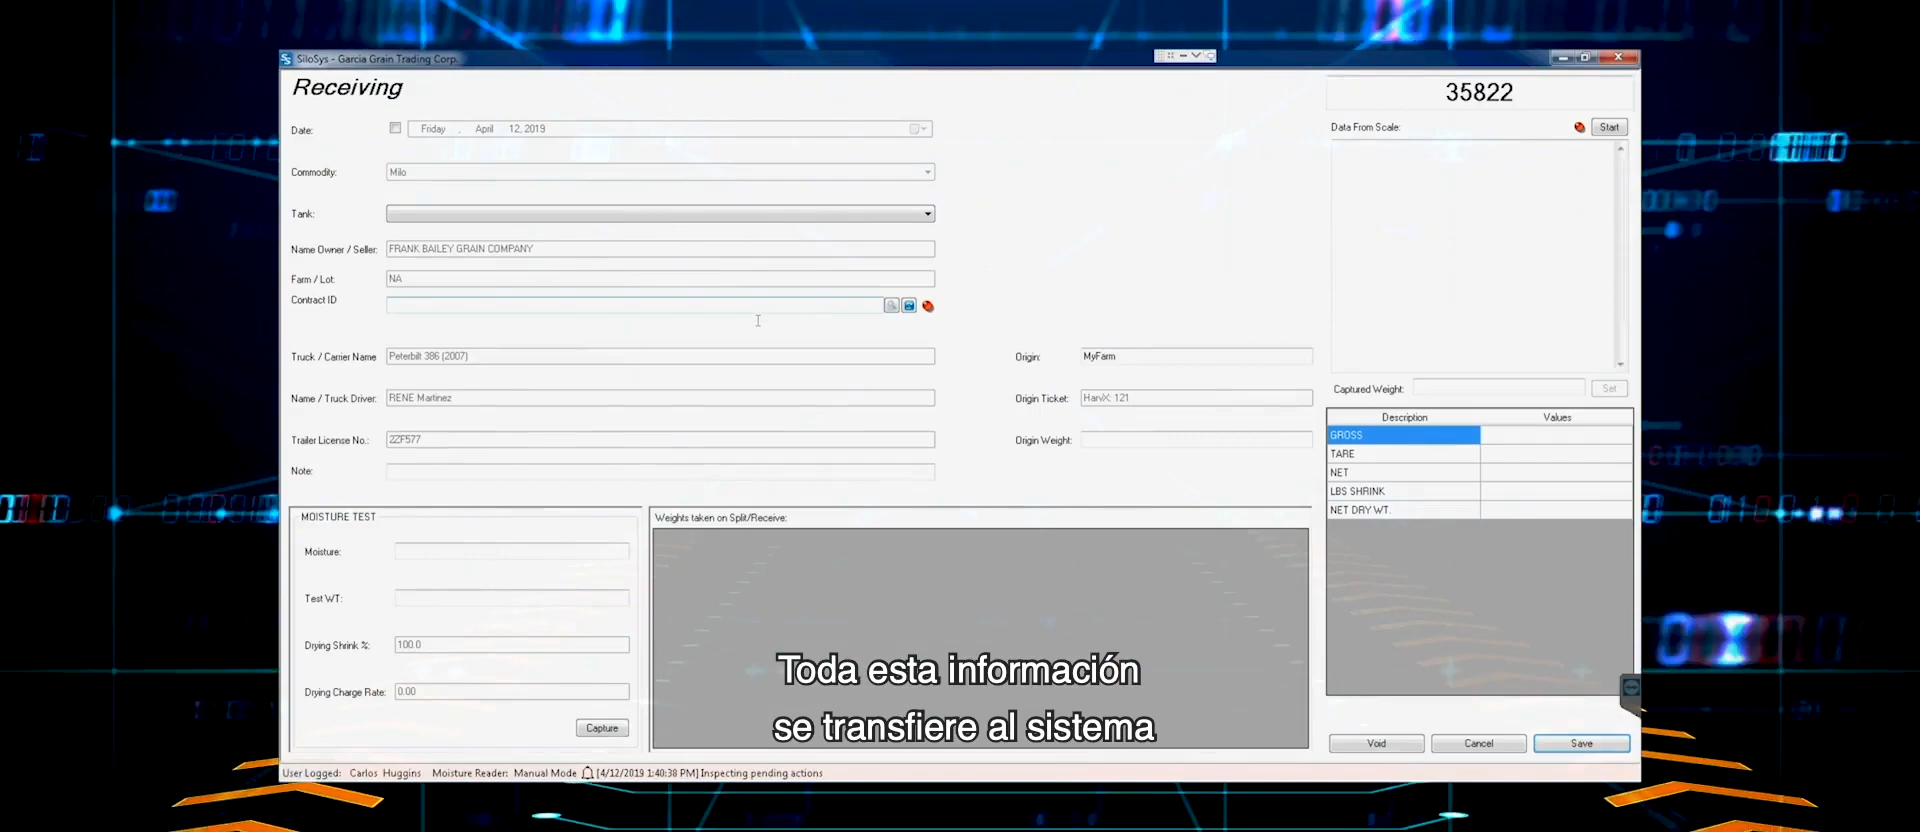 SiloSys - Garcia Grain Trading Corp.
Receiving
35822
Date: Friday , April 12, 2019
Data From Scale: Start
Commodity: Milo
Tank:
Name Owner / Seller: FRANK BAILEY GRAIN COMPANY
Farm / Lot: NA
Contract ID
Truck / Carrier Name Peterbilt 386 (2007) Origin: MyFarm
Captured Weight: Set
Name / Truck Driver: RENE Martinez Origin Ticket: HarvX: 121
Description Values
GROSS
Trailer License No.: 2ZF577 Origin Weight:
TARE
Note:
NET
LBS SHRINK
NET DRY WT.
MOISTURE TEST
Weights taken on Split/Receive:
Moisture:
Test WT:
Drying Shrink %: 100.0
Drying Charge Rate: 0.00
Capture
Toda esta información
se transfiere al sistema
Void Cancel Save
User Logged: Carlos Huggins Moisture Reader: Manual Mode [4/12/2019 1:40:38 PM] Inspecting pending actions